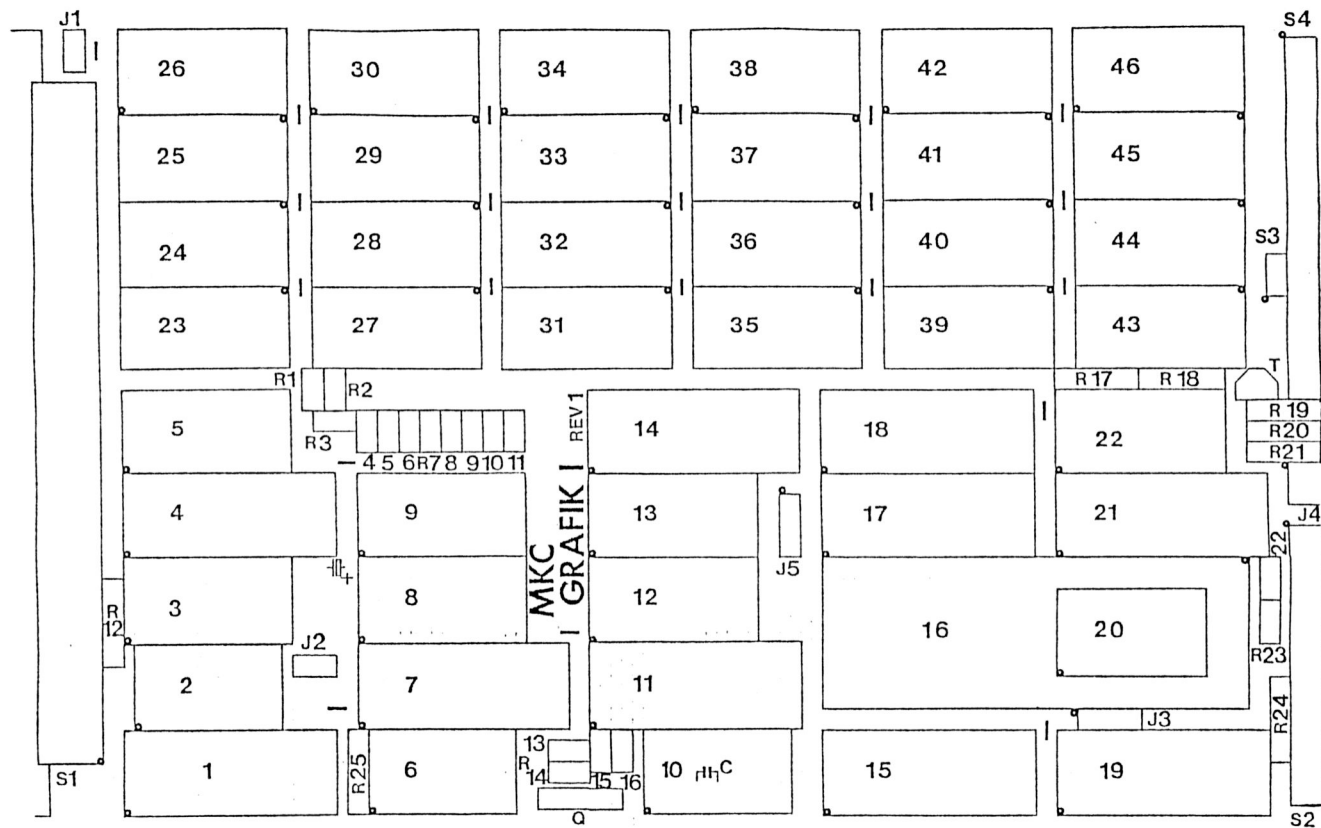 J1
S4
26 30 34 38 42 46
25 29 33 37 41 45
24 28 32 36 40 44
S3
23 27 31 35 39 43
R1 R2
R3
R17 R18 T
R19
R20
R21
4 5 6 R7 8 9 10 11
5 14 18 22
REV1
MKC
GRAFIK
4 9 13 17 21
J5
J4
22
3 8 12 16 20
R
12
J2
R23
2 7 11
R24
J3
1 R25 6 10 C 15 19
13
R
14 15 16
Q
S1
S2